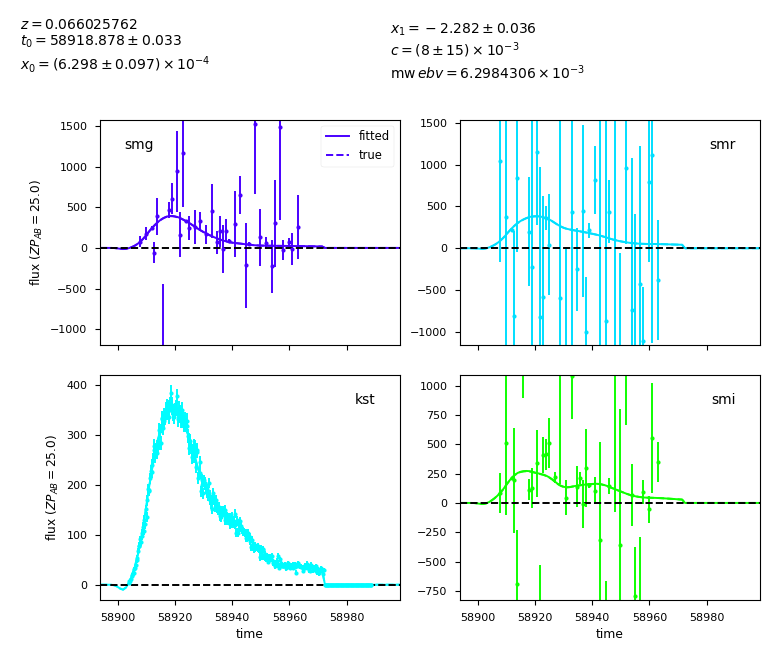 z = 0.066025762
t₀ = 58918.878 ± 0.033
x₀ = (6.298 ± 0.097) × 10⁻⁴
x₁ = −2.282 ± 0.036
c = (8 ± 15) × 10⁻³
mw ebv = 6.2984306 × 10⁻³
smg
fitted
true
1500
1000
500
0
−500
−1000
flux (ZP_AB = 25.0)
smr
1500
1000
500
0
−500
−1000
kst
400
300
200
100
0
flux (ZP_AB = 25.0)
58900 58920 58940 58960 58980
time
smi
1000
750
500
250
0
−250
−500
−750
58900 58920 58940 58960 58980
time